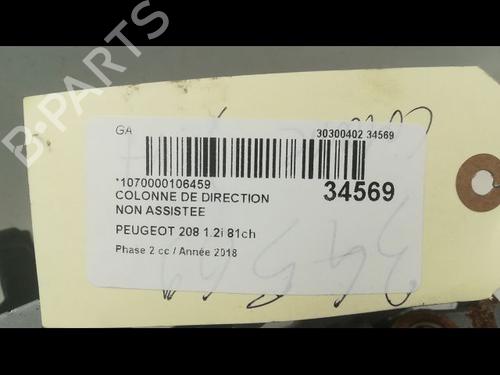 GA
30300402 34569
*1070000106459
34569
COLONNE DE DIRECTION
NON ASSISTEE
PEUGEOT 208 1.2i 81ch
Phase 2 cc / Année 2018
34569
B-PARTS